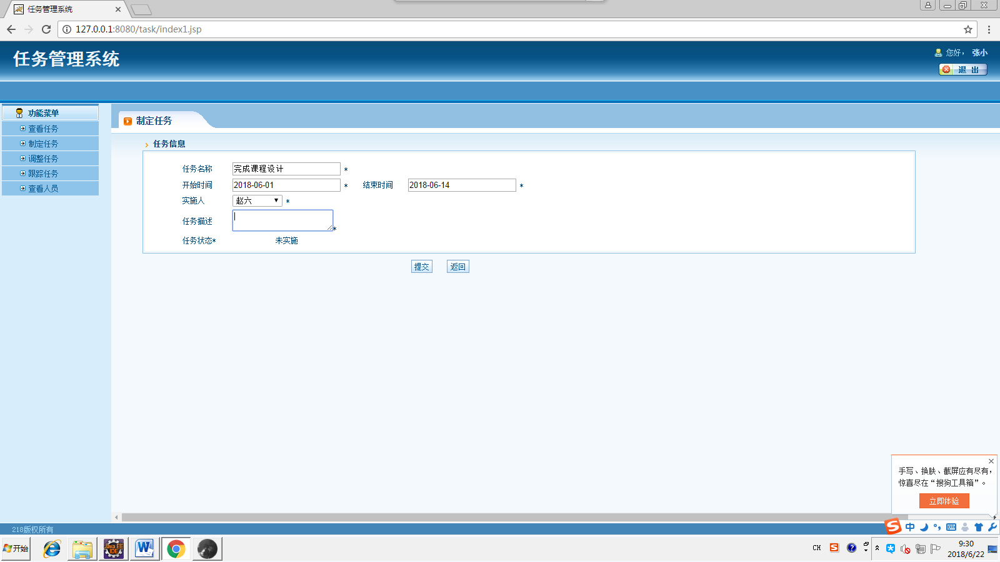 任务管理系统
127.0.0.1:8080/task/index1.jsp
任务管理系统
您好， 张小
退 出
功能菜单
查看任务
制定任务
调整任务
跟踪任务
查看人员
制定任务
任务信息
任务名称 完成课程设计 *
开始时间 2018-06-01 * 结束时间 2018-06-14 *
实施人 赵六 *
任务描述 *
任务状态* 未实施
提交 返回
手写、换肤、截屏应有尽有，
惊喜尽在“搜狗工具箱”。
立即体验
218版权所有
中
开始
Java EE
IDE
CH
9:30
2018/6/22